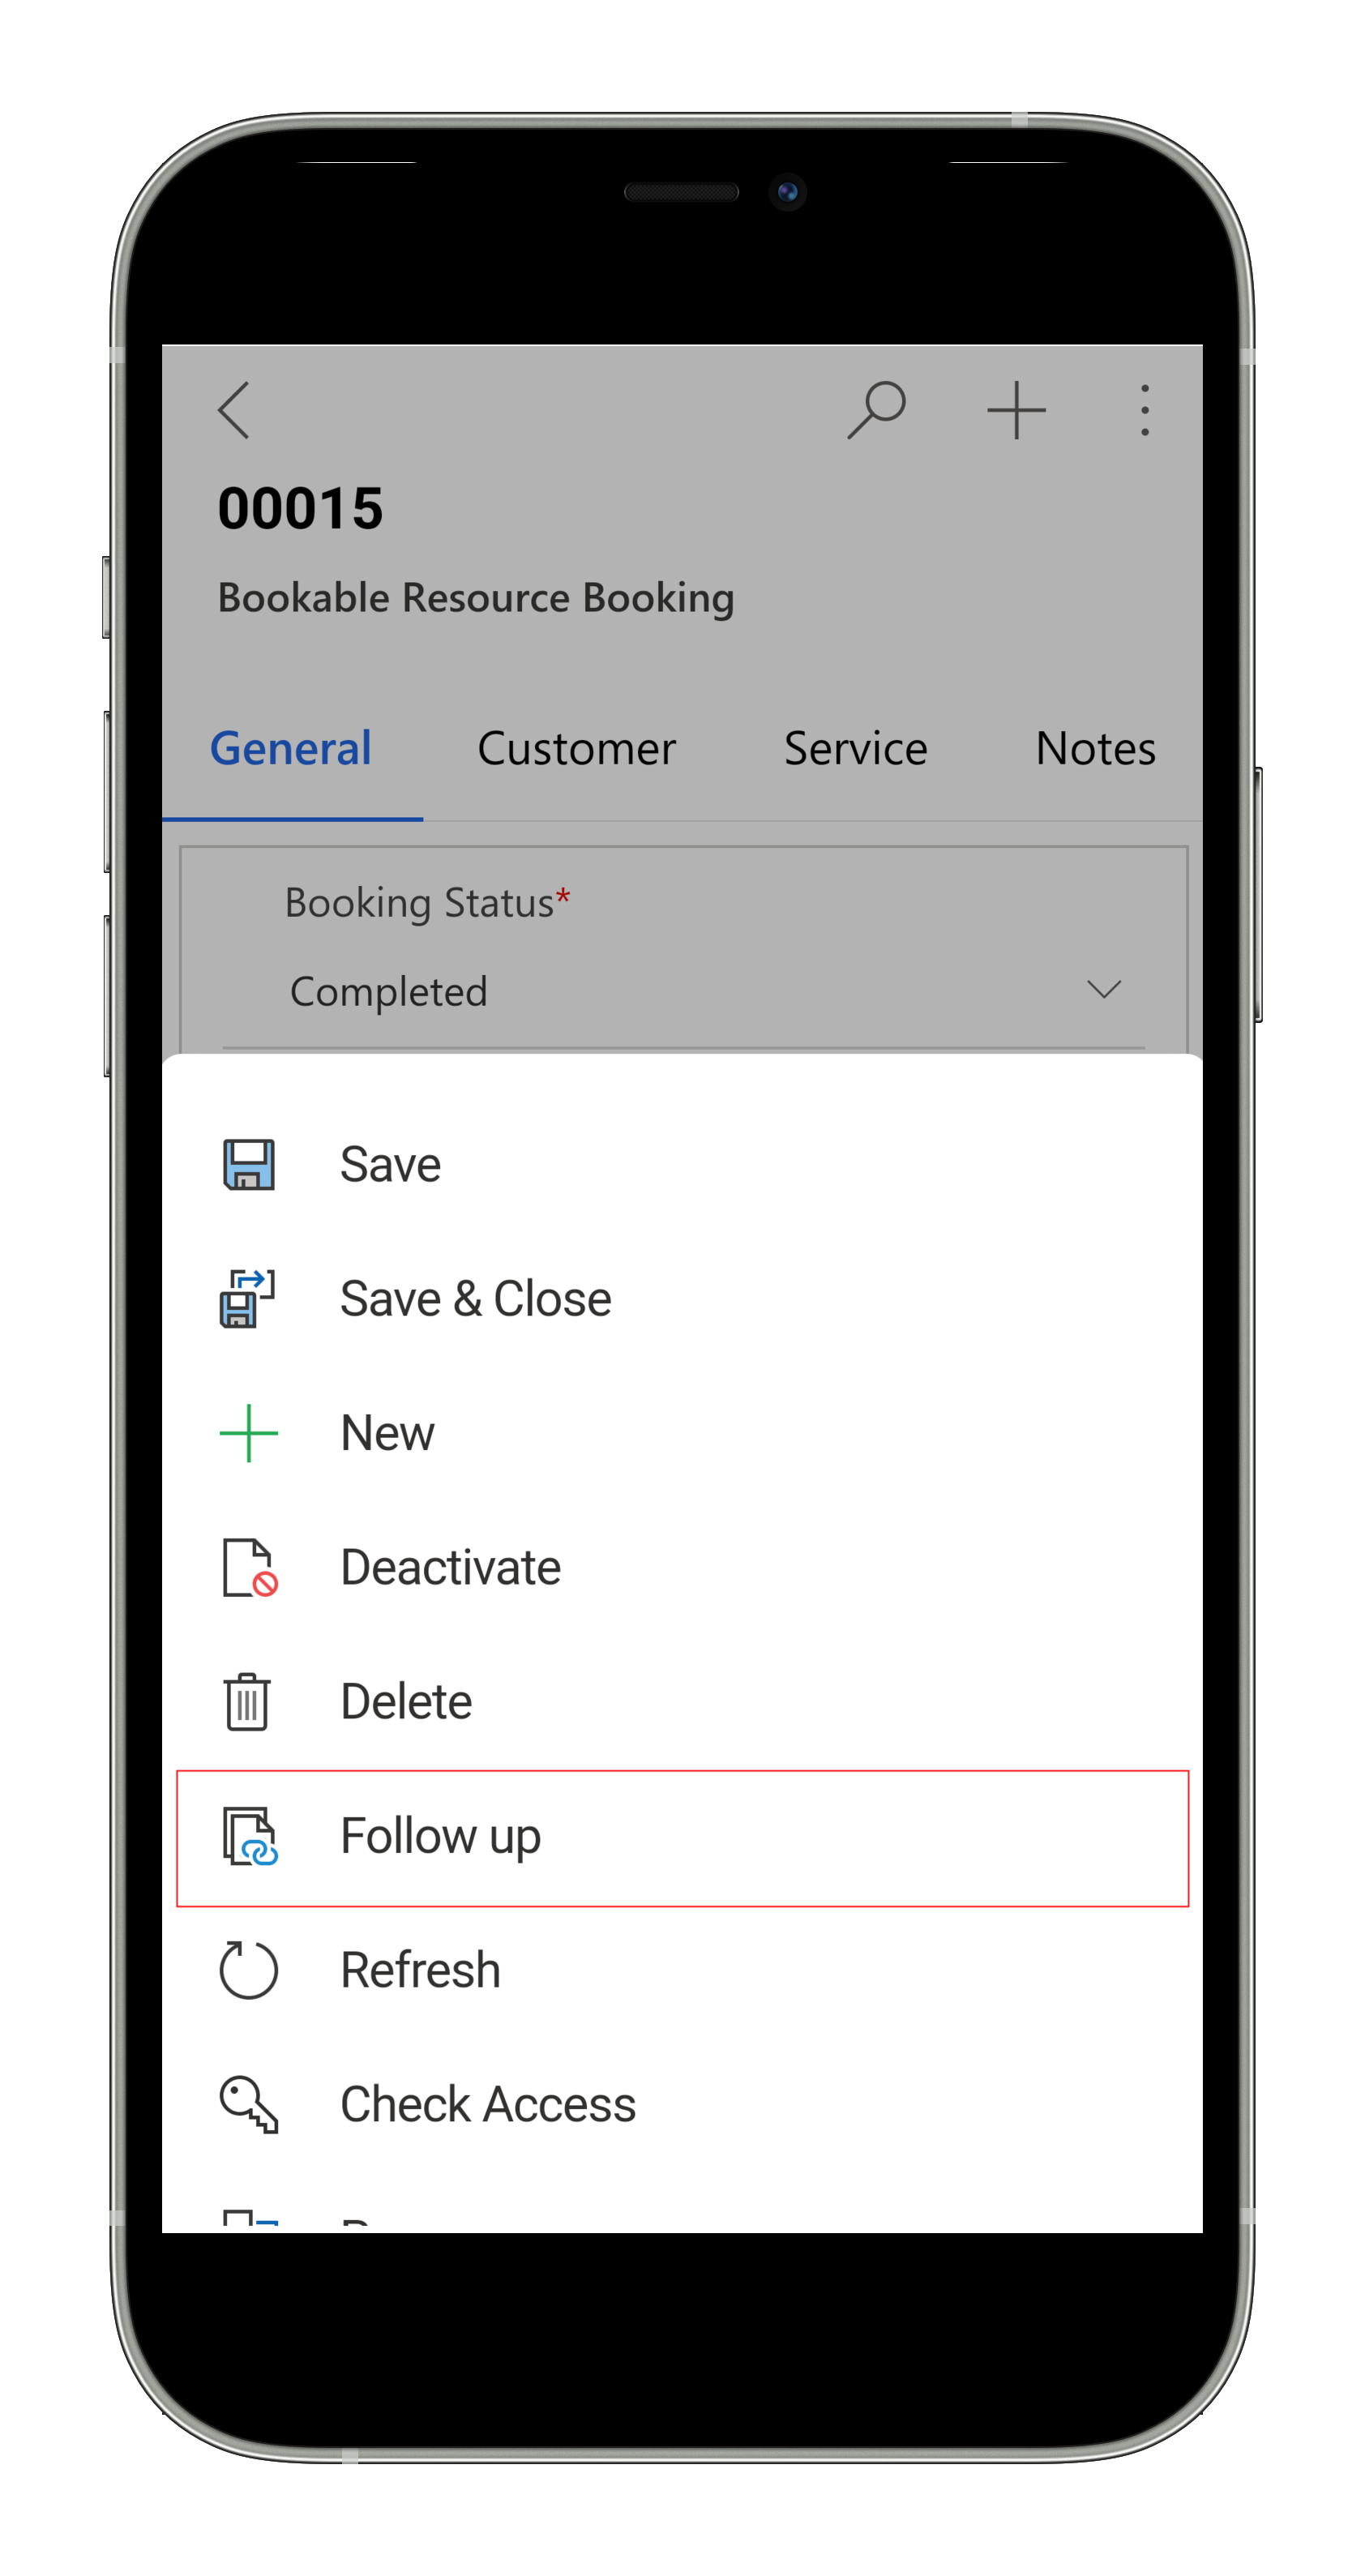 00015
Bookable Resource Booking
General Customer Service Notes
Booking Status*
Completed
Save
Save & Close
New
Deactivate
Delete
Follow up
Refresh
Check Access